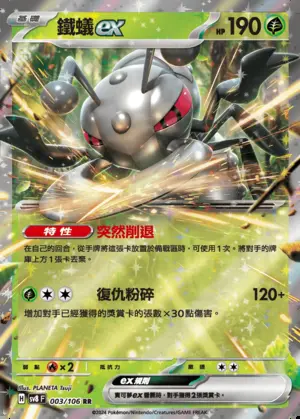 基礎 鐵蟻ex HP190
特性 突然削退
在自己的回合,從手牌將這張卡放置於備戰區時,可使用1次。將對手的牌庫上方1張卡丟棄。
復仇粉碎 120+
增加對手已經獲得的獎賞卡的張數×30點傷害。
弱點 ×2 抵抗力 撤退
Illus. PLANETA Tsuji
ex規則
H sv8 F 003/106 RR
寶可夢ex昏厥時,對手獲得2張獎賞卡。
©2024 Pokémon/Nintendo/Creatures/GAME FREAK